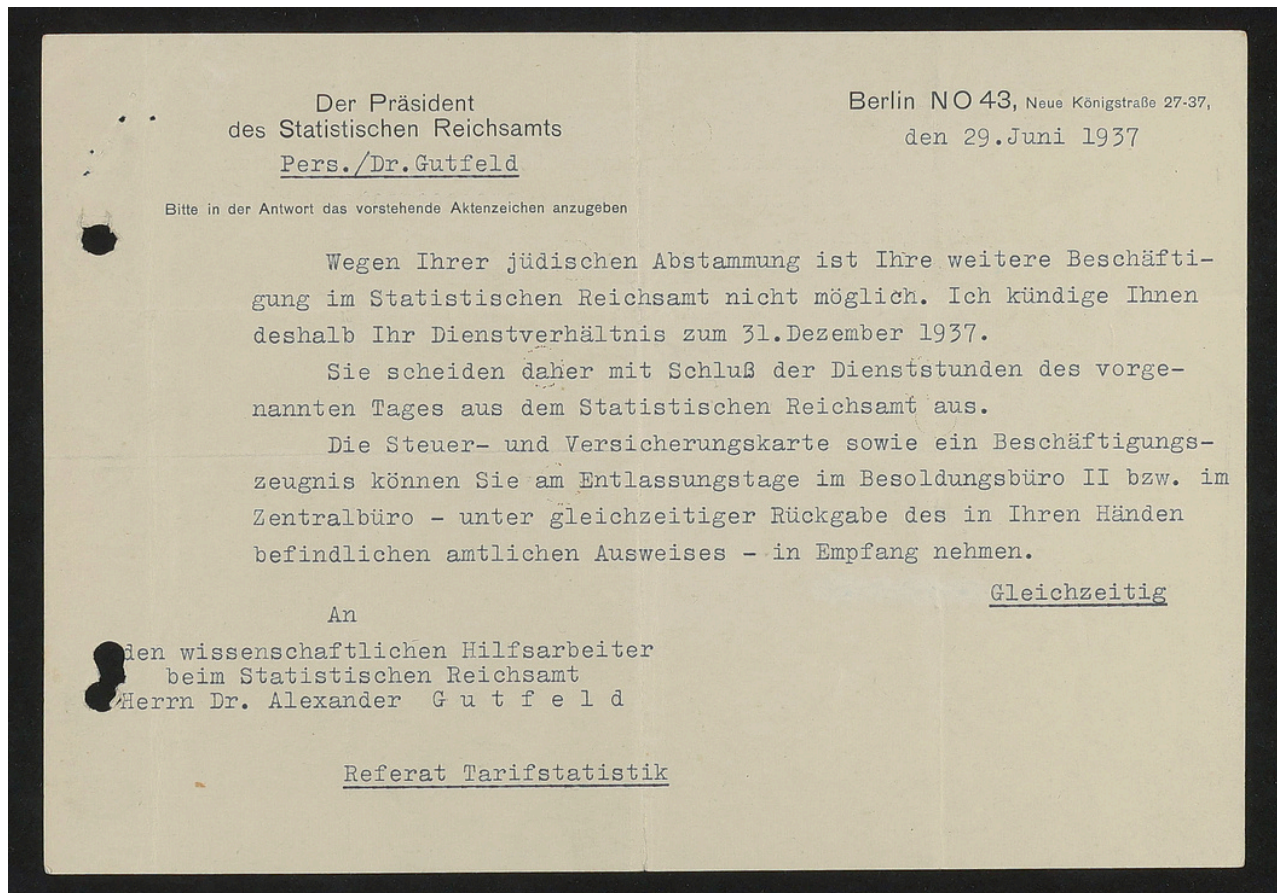 Der Präsident
des Statistischen Reichsamts
Pers./Dr.Gutfeld
Bitte in der Antwort das vorstehende Aktenzeichen anzugeben
Berlin NO 43, Neue Königstraße 27-37,
den 29.Juni 1937
Wegen Ihrer jüdischen Abstammung ist Ihre weitere Beschäfti-
gung im Statistischen Reichsamt nicht möglich. Ich kündige Ihnen
deshalb Ihr Dienstverhältnis zum 31.Dezember 1937.
Sie scheiden daher mit Schluß der Dienststunden des vorge-
nannten Tages aus dem Statistischen Reichsamt aus.
Die Steuer- und Versicherungskarte sowie ein Beschäftigungs-
zeugnis können Sie am Entlassungstage im Besoldungsbüro II bzw. im
Zentralbüro - unter gleichzeitiger Rückgabe des in Ihren Händen
befindlichen amtlichen Ausweises - in Empfang nehmen.
Gleichzeitig
An
den wissenschaftlichen Hilfsarbeiter
beim Statistischen Reichsamt
Herrn Dr. Alexander G u t f e l d
Referat Tarifstatistik